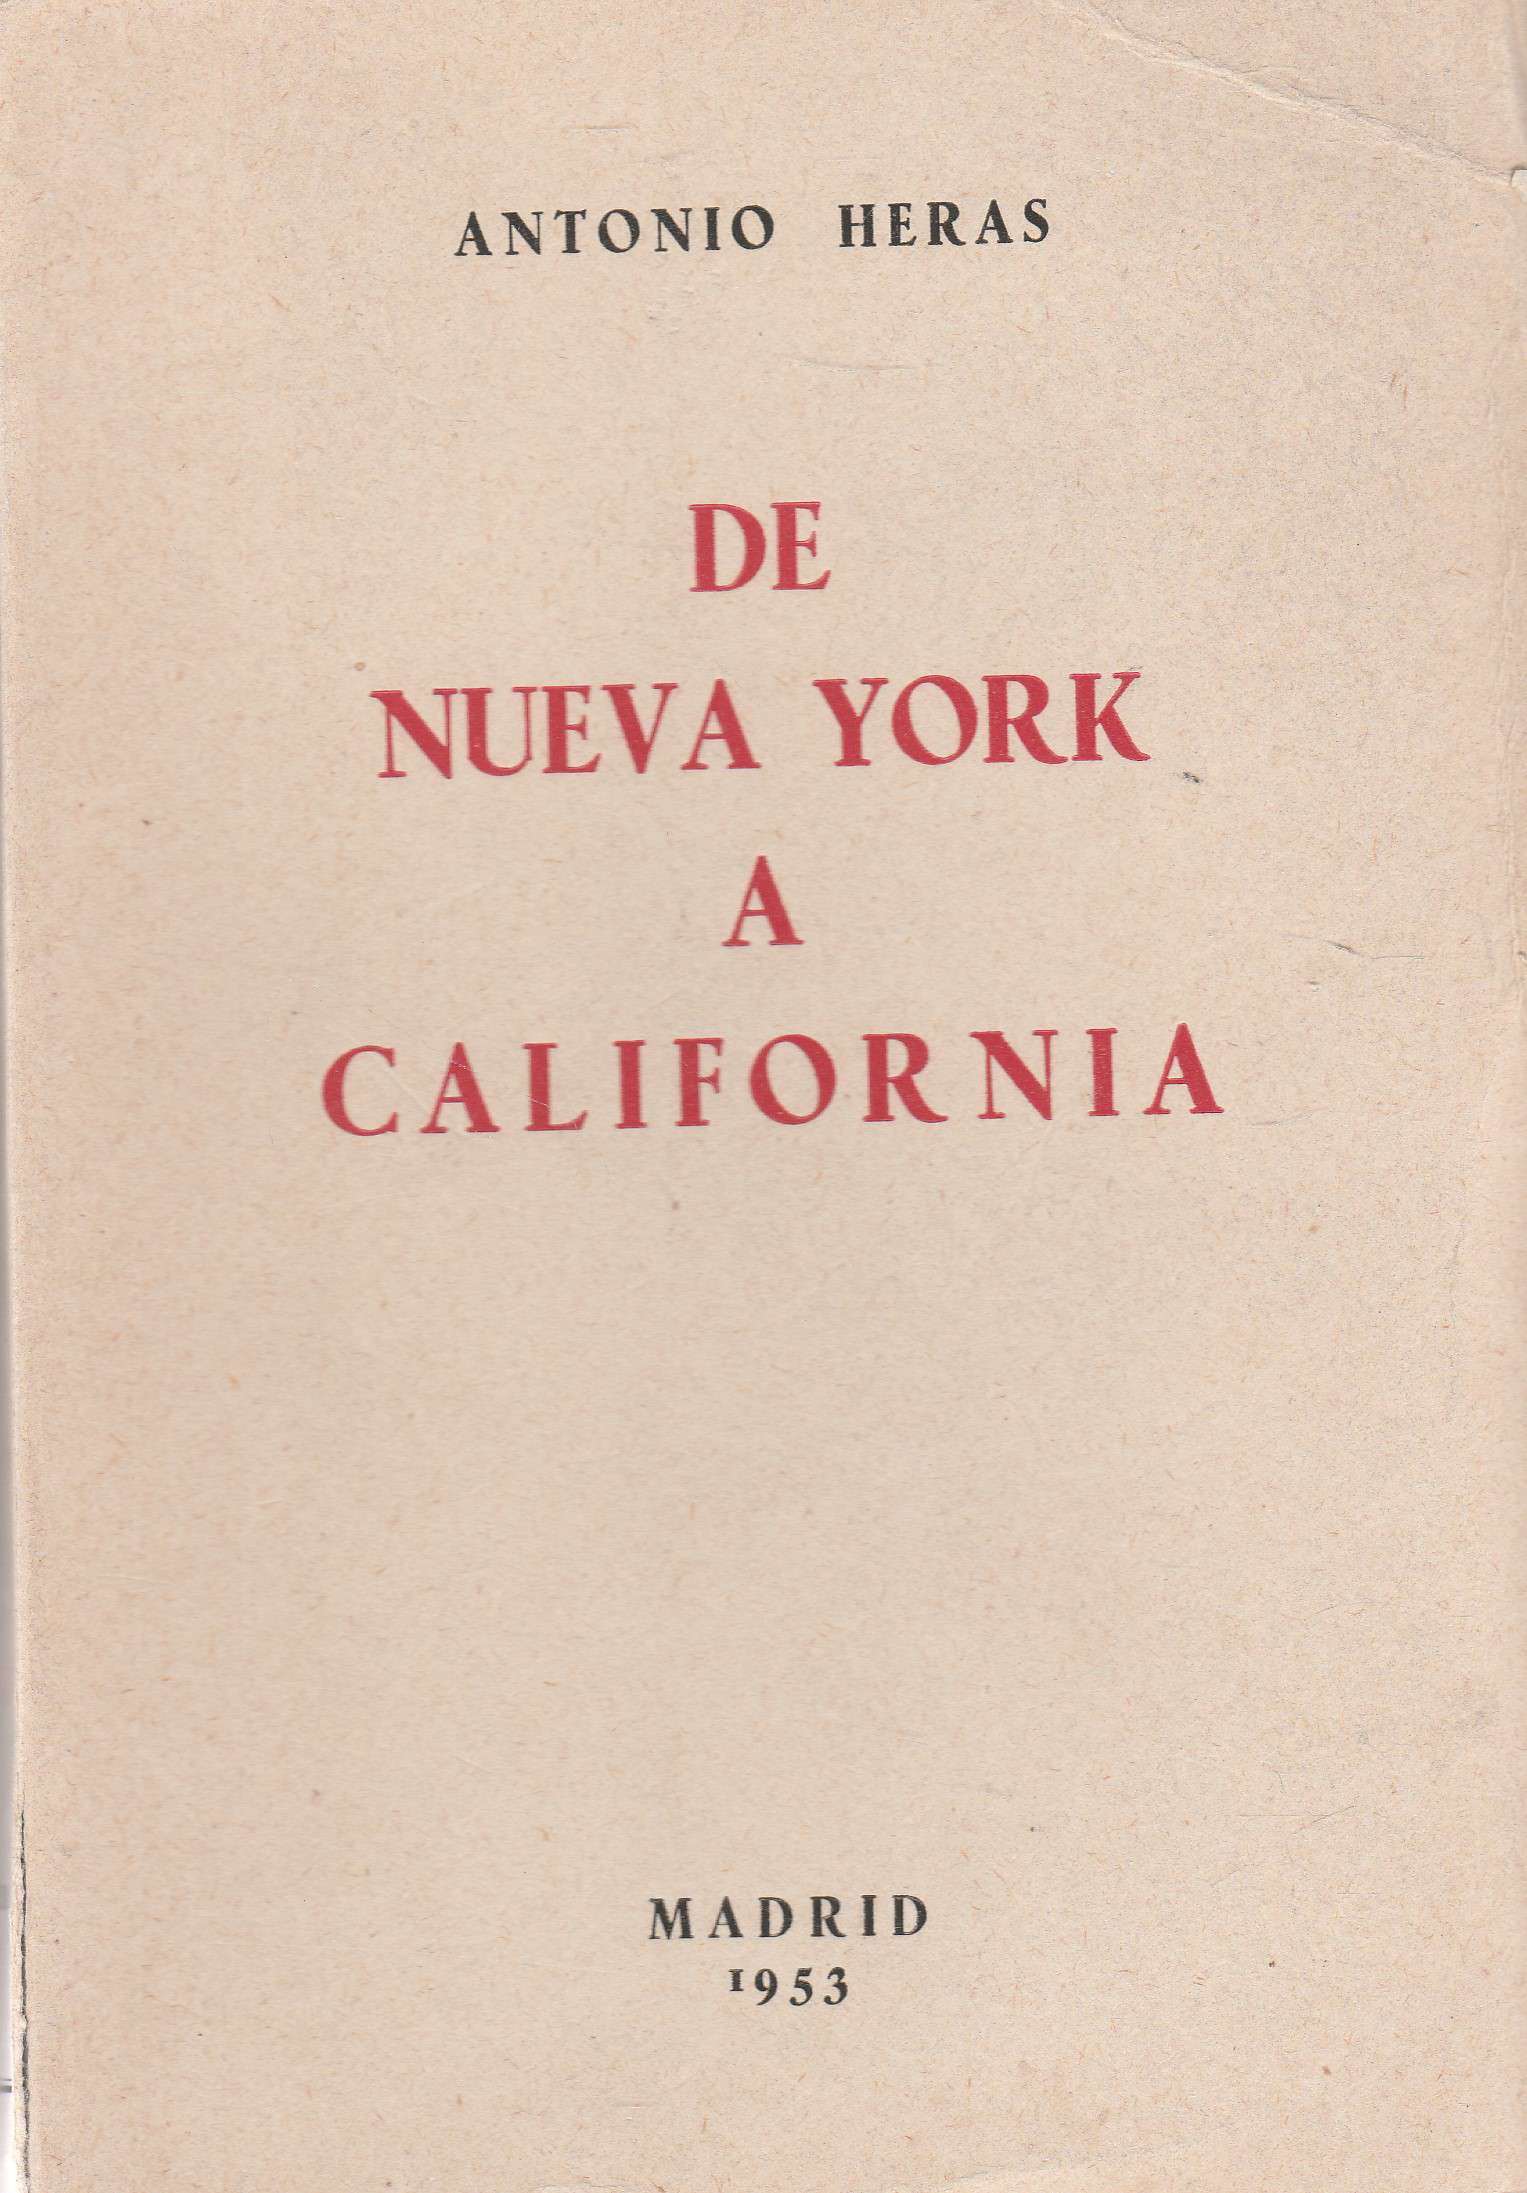 ANTONIO HERAS
DE
NUEVA YORK
A
CALIFORNIA
MADRID
1953